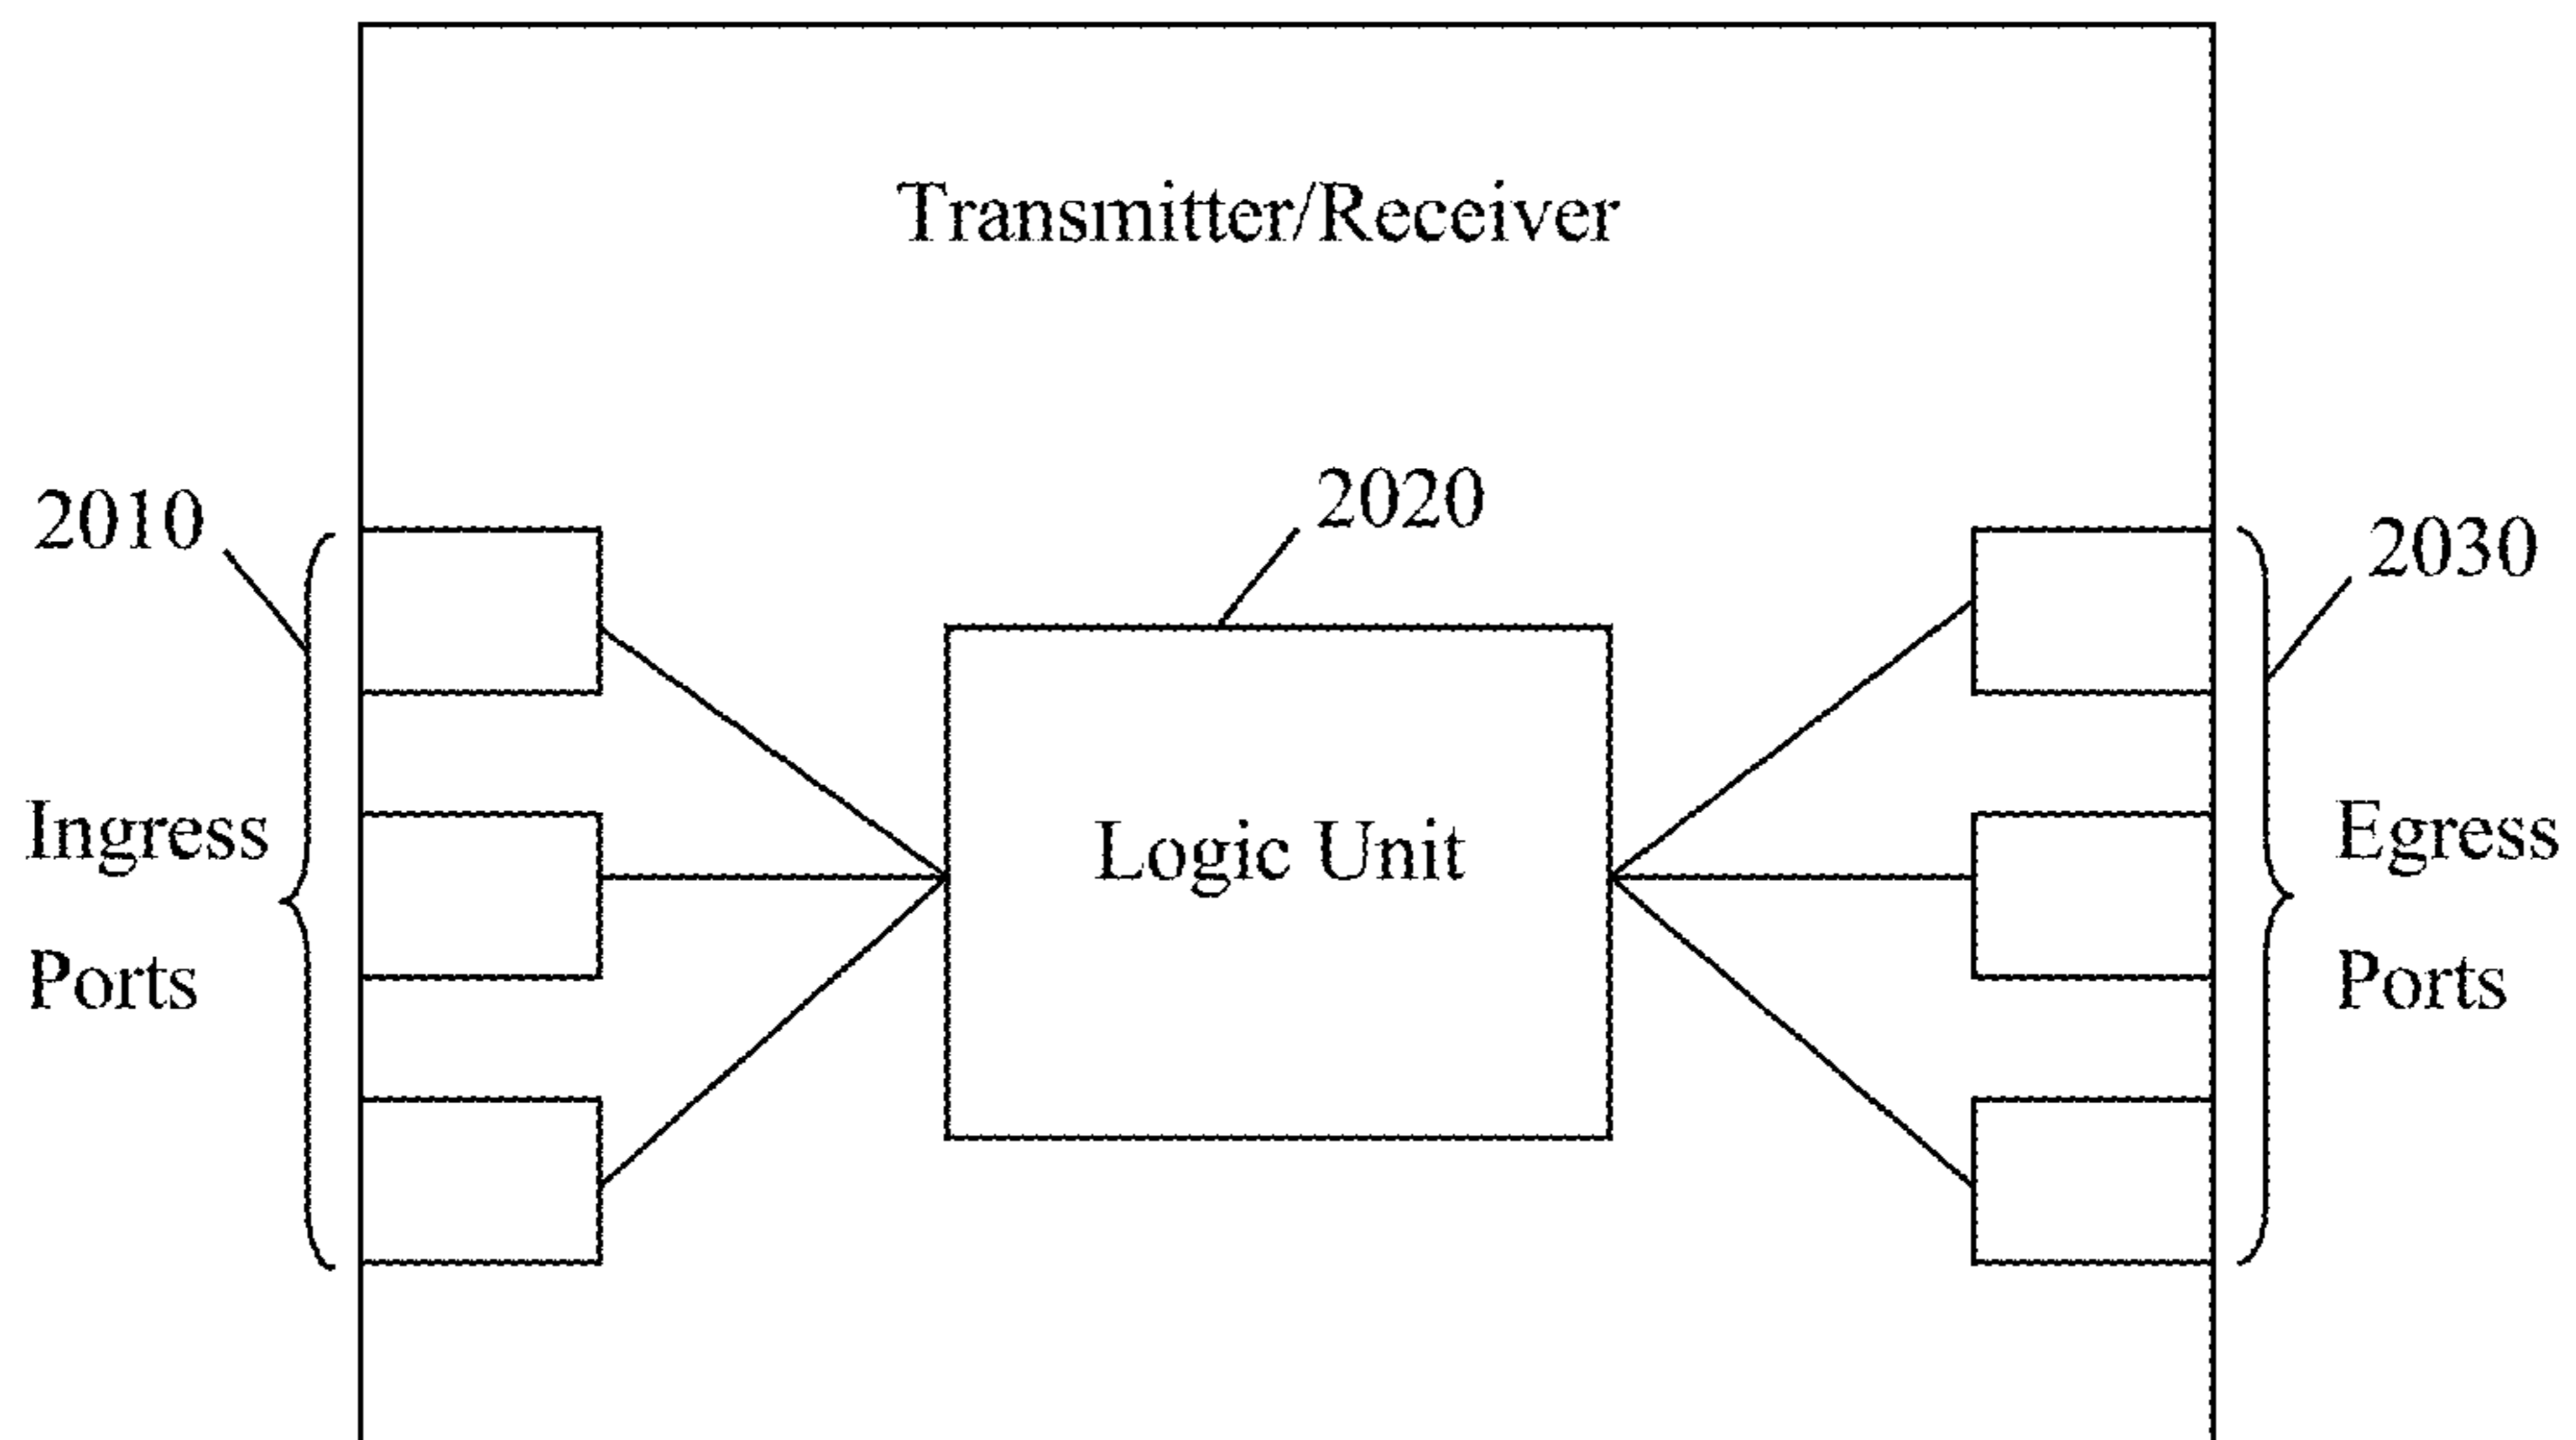 Transmitter/Receiver
2010
2020
2030
Ingress
Ports
Logic Unit
Egress
Ports